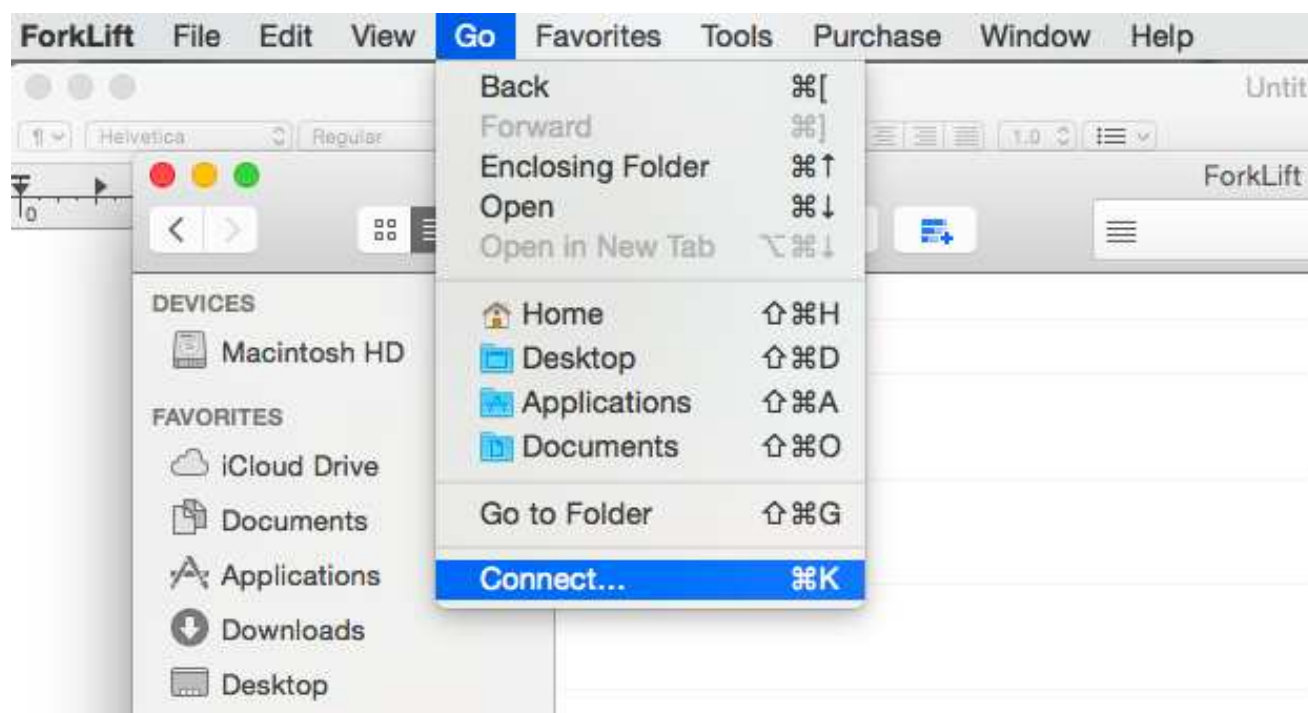 ForkLift File Edit View Go Favorites Tools Purchase Window Help
Untit
¶ Helvetica Regular 1.0
ForkLift
0
Back ⌘[
Forward ⌘]
Enclosing Folder ⌘↑
Open ⌘↓
Open in New Tab ⌥⌘↓
Home ⇧⌘H
Desktop ⇧⌘D
Applications ⇧⌘A
Documents ⇧⌘O
Go to Folder ⇧⌘G
Connect... ⌘K
DEVICES
Macintosh HD
FAVORITES
iCloud Drive
Documents
Applications
Downloads
Desktop